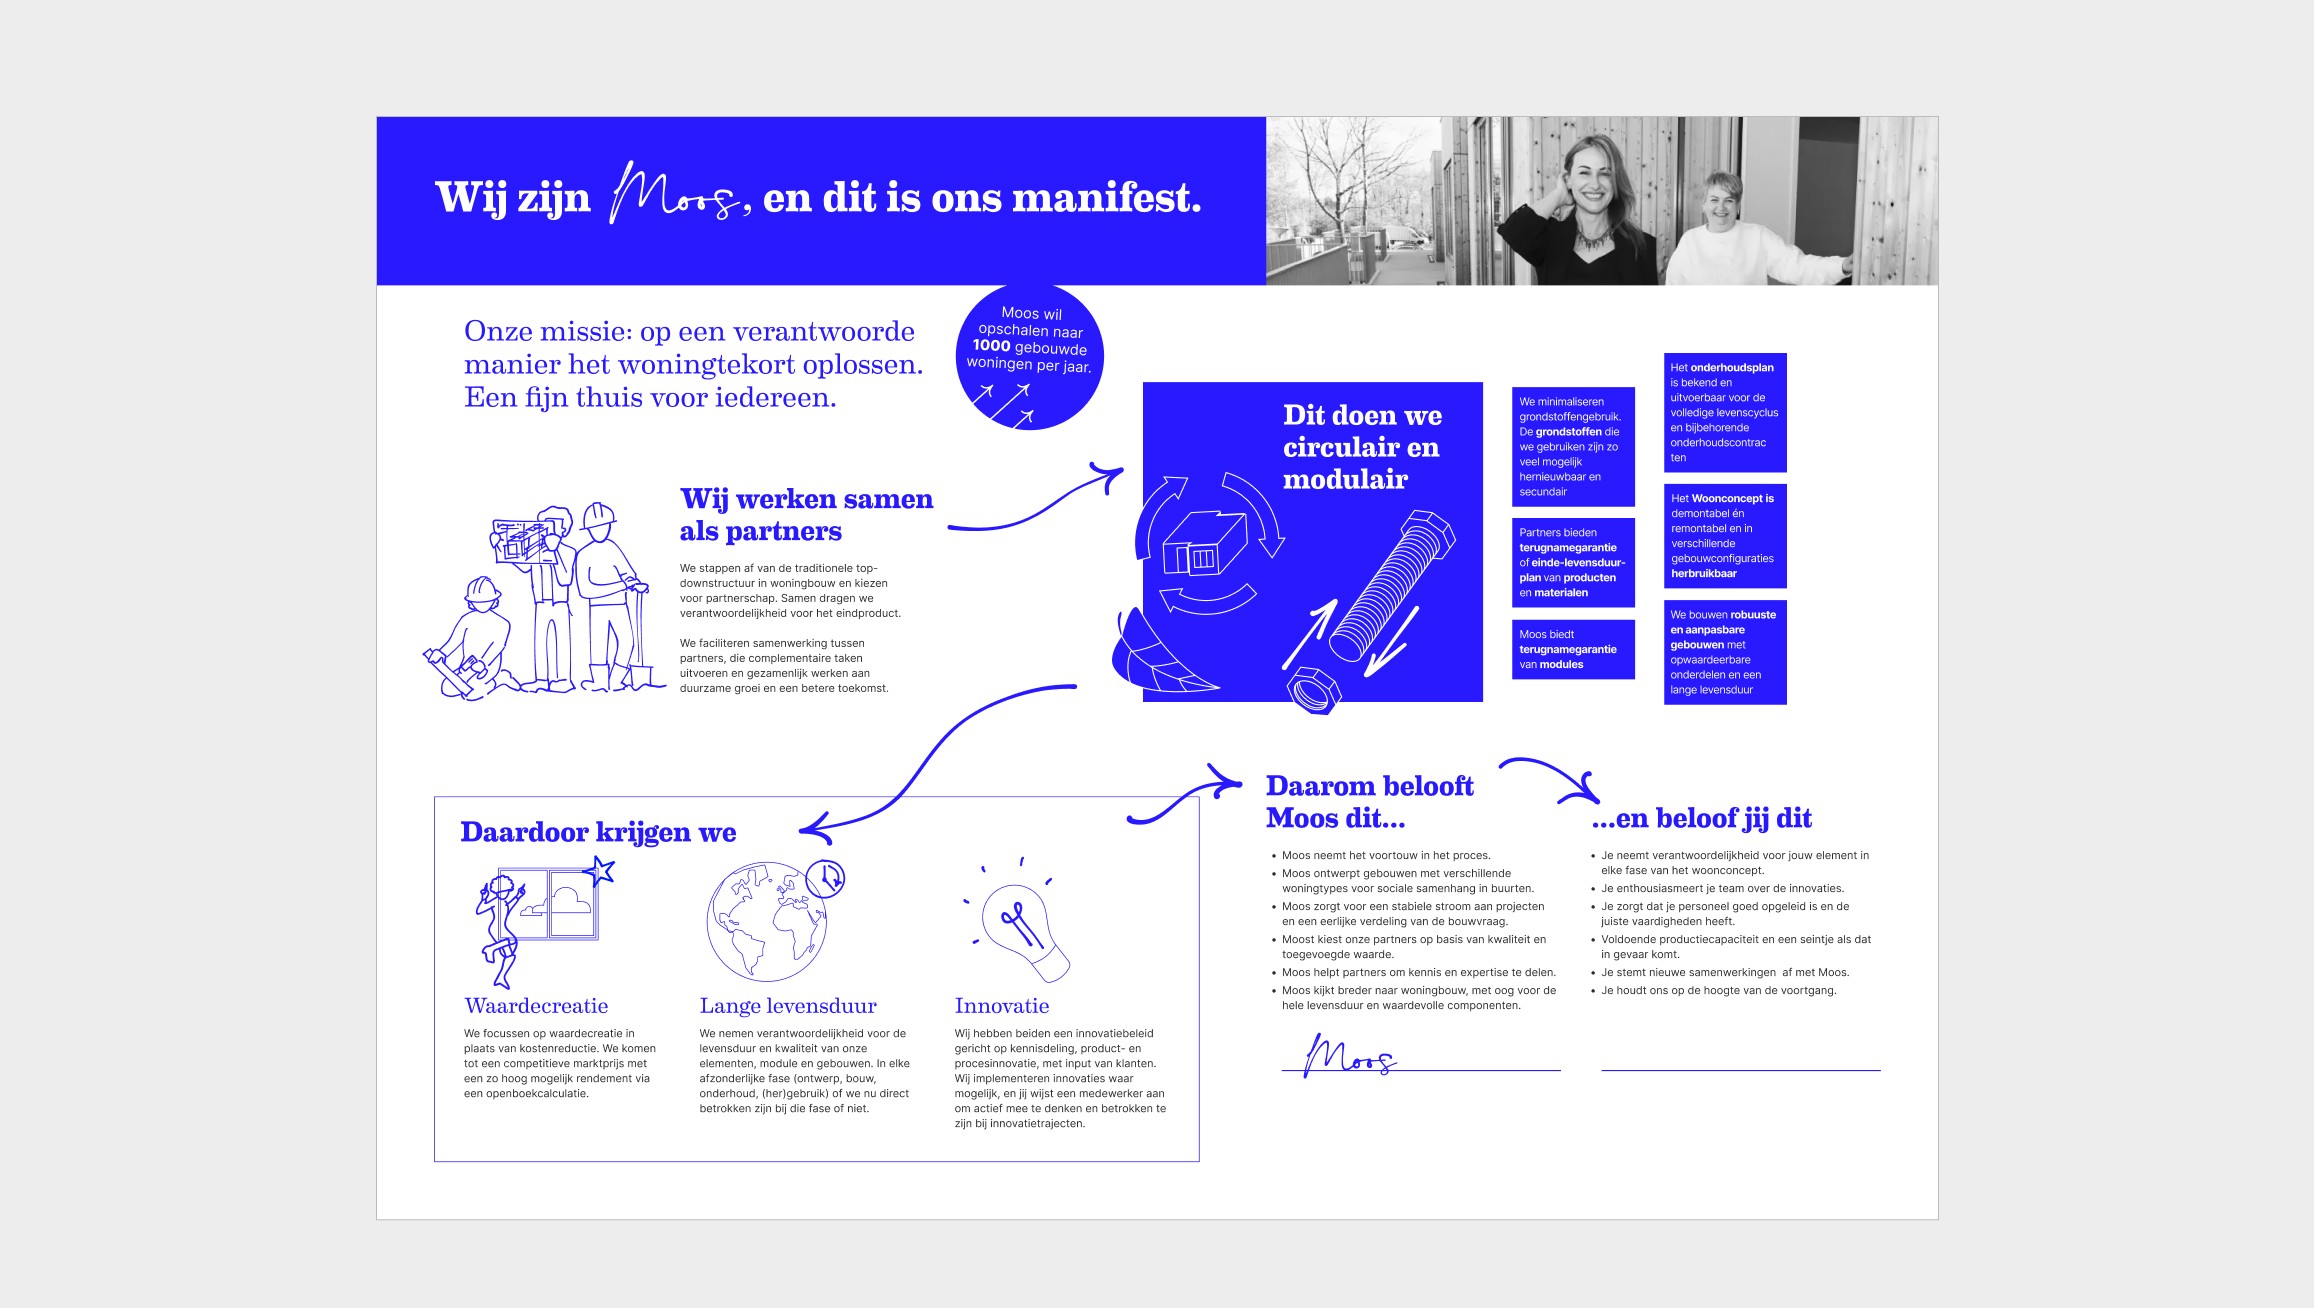 Wij zijn Moos, en dit is ons manifest.
Onze missie: op een verantwoorde
manier het woningtekort oplossen.
Een fijn thuis voor iedereen.
Moos wil
opschalen naar
1000 gebouwde
woningen per jaar.
Wij werken samen
als partners
We stappen af van de traditionele top-
downstructuur in woningbouw en kiezen
voor partnerschap. Samen dragen we
verantwoordelijkheid voor het eindproduct.
We faciliteren samenwerking tussen
partners, die complementaire taken
uitvoeren en gezamenlijk werken aan
duurzame groei en een betere toekomst.
Dit doen we
circulair en
modulair
We minimaliseren
grondstoffengebruik.
De grondstoffen die
we gebruiken zijn zo
veel mogelijk
hernieuwbaar en
secundair
Partners bieden
terugnamegarantie
of einde-levensduur-
plan van producten
en materialen
Moos biedt
terugnamegarantie
van modules
Het onderhoudsplan
is bekend en
uitvoerbaar voor de
volledige levenscyclus
en bijbehorende
onderhoudscontrac
ten
Het Woonconcept is
demontabel én
remontabel en in
verschillende
gebouwconfiguraties
herbruikbaar
We bouwen robuuste
en aanpasbare
gebouwen met
opwaardeerbare
onderdelen en een
lange levensduur
Daardoor krijgen we
Waardecreatie
We focussen op waardecreatie in
plaats van kostenreductie. We komen
tot een competitieve marktprijs met
een zo hoog mogelijk rendement via
een openboekcalculatie.
Lange levensduur
We nemen verantwoordelijkheid voor de
levensduur en kwaliteit van onze
elementen, module en gebouwen. In elke
afzonderlijke fase (ontwerp, bouw,
onderhoud, (her)gebruik) of we nu direct
betrokken zijn bij die fase of niet.
Innovatie
Wij hebben beiden een innovatiebeleid
gericht op kennisdeling, product- en
procesinnovatie, met input van klanten.
Wij implementeren innovaties waar
mogelijk, en jij wijst een medewerker aan
om actief mee te denken en betrokken te
zijn bij innovatietrajecten.
Daarom belooft
Moos dit...
• Moos neemt het voortouw in het proces.
• Moos ontwerpt gebouwen met verschillende
woningtypes voor sociale samenhang in buurten.
• Moos zorgt voor een stabiele stroom aan projecten
en een eerlijke verdeling van de bouwvraag.
• Moost kiest onze partners op basis van kwaliteit en
toegevoegde waarde.
• Moos helpt partners om kennis en expertise te delen.
• Moos kijkt breder naar woningbouw, met oog voor de
hele levensduur en waardevolle componenten.
Moos
...en beloof jij dit
• Je neemt verantwoordelijkheid voor jouw element in
elke fase van het woonconcept.
• Je enthousiasmeert je team over de innovaties.
• Je zorgt dat je personeel goed opgeleid is en de
juiste vaardigheden heeft.
• Voldoende productiecapaciteit en een seintje als dat
in gevaar komt.
• Je stemt nieuwe samenwerkingen  af met Moos.
• Je houdt ons op de hoogte van de voortgang.